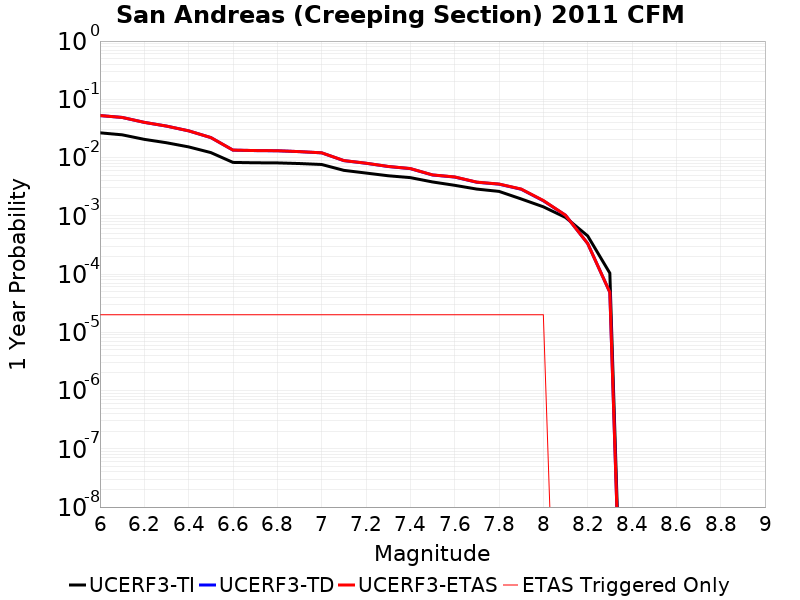 San Andreas (Creeping Section) 2011 CFM
10^0
10^-1
10^-2
10^-3
10^-4
10^-5
10^-6
10^-7
10^-8
1 Year Probability
6 6.2 6.4 6.6 6.8 7 7.2 7.4 7.6 7.8 8 8.2 8.4 8.6 8.8 9
Magnitude
UCERF3-TI UCERF3-TD UCERF3-ETAS ETAS Triggered Only